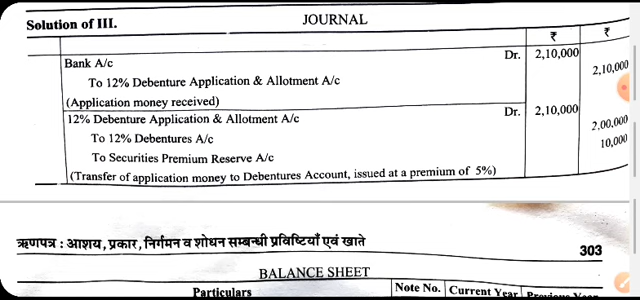 Solution of III.
JOURNAL
₹ ₹
Bank A/c Dr. 2,10,000
To 12% Debenture Application & Allotment A/c 2,10,000
(Application money received)
12% Debenture Application & Allotment A/c Dr. 2,10,000
To 12% Debentures A/c 2,00,000
To Securities Premium Reserve A/c 10,000
(Transfer of application money to Debentures Account, issued at a premium of 5%)
ऋणपत्र : आशय, प्रकार, निर्गमन व शोधन सम्बन्धी प्रविष्टियाँ एवं खाते 303
BALANCE SHEET
Particulars Note No. Current Year Previous Year